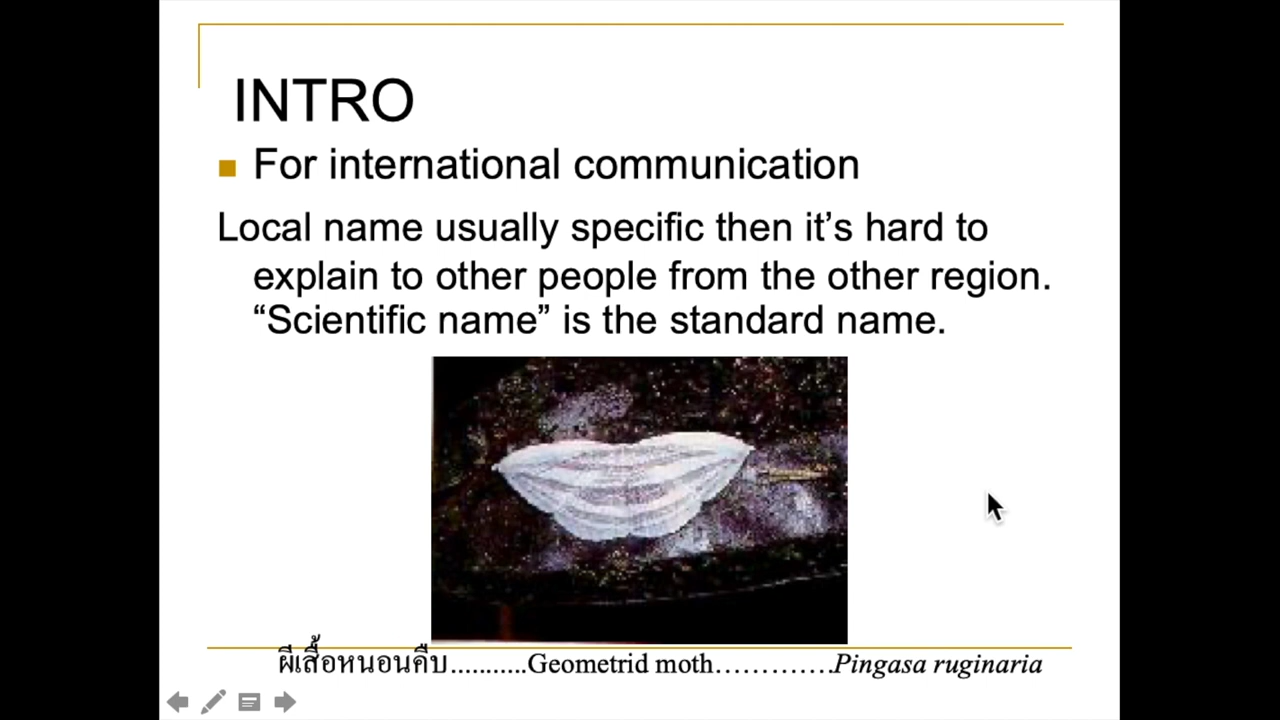 INTRO
For international communication
Local name usually specific then it’s hard to
explain to other people from the other region.
“Scientific name” is the standard name.
ผีเสื้อหนอนคืบ...........Geometrid moth………….Pingasa ruginaria